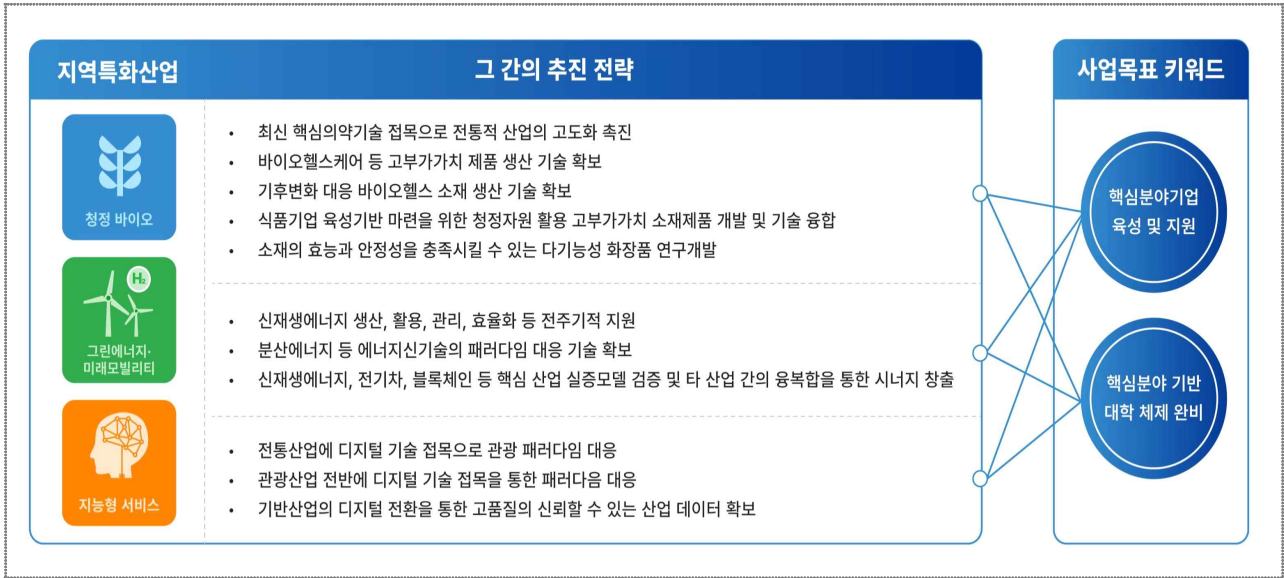 지역특화산업
그 간의 추진 전략
사업목표 키워드
청정 바이오
• 최신 핵심의약기술 접목으로 전통적 산업의 고도화 촉진
• 바이오헬스케어 등 고부가가치 제품 생산 기술 확보
• 기후변화 대응 바이오헬스 소재 생산 기술 확보
• 식품기업 육성기반 마련을 위한 청정자원 활용 고부가가치 소재제품 개발 및 기술 융합
• 소재의 효능과 안정성을 충족시킬 수 있는 다기능성 화장품 연구개발
H₂
그린에너지·
미래모빌리티
• 신재생에너지 생산, 활용, 관리, 효율화 등 전주기적 지원
• 분산에너지 등 에너지신기술의 패러다임 대응 기술 확보
• 신재생에너지, 전기차, 블록체인 등 핵심 산업 실증모델 검증 및 타 산업 간의 융복합을 통한 시너지 창출
지능형 서비스
• 전통산업에 디지털 기술 접목으로 관광 패러다임 대응
• 관광산업 전반에 디지털 기술 접목을 통한 패러다음 대응
• 기반산업의 디지털 전환을 통한 고품질의 신뢰할 수 있는 산업 데이터 확보
핵심분야기업
육성 및 지원
핵심분야 기반
대학 체제 완비